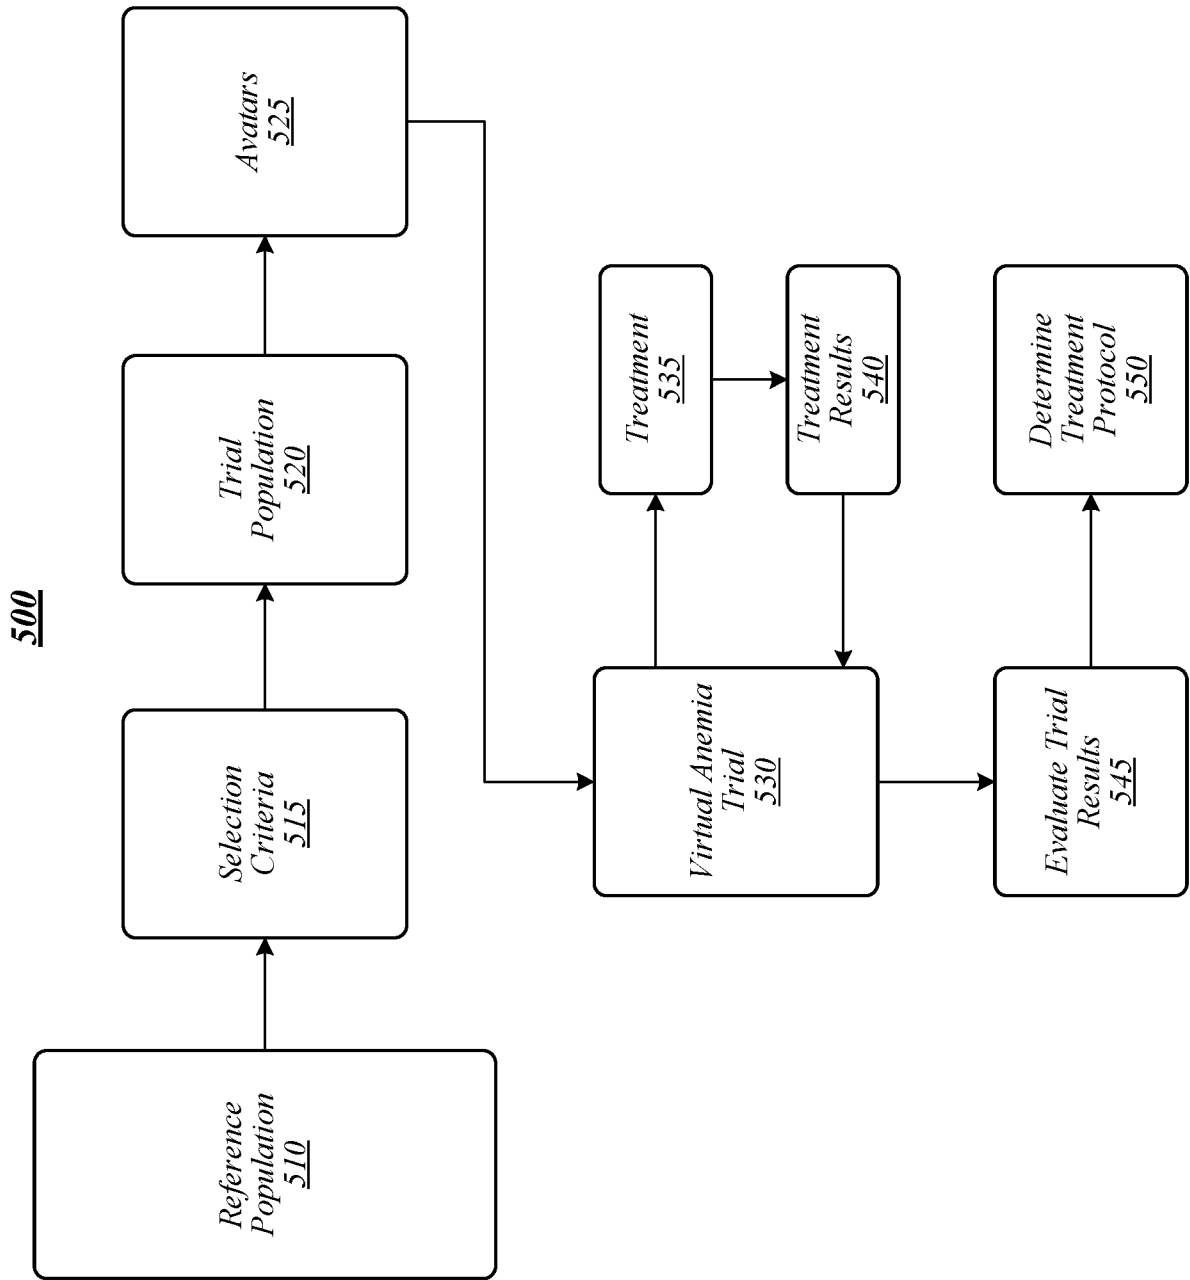 500
Reference
Population
510
Selection
Criteria
515
Trial
Population
520
Avatars
525
Virtual Anemia
Trial
530
Treatment
535
Treatment
Results
540
Evaluate Trial
Results
545
Determine
Treatment
Protocol
550